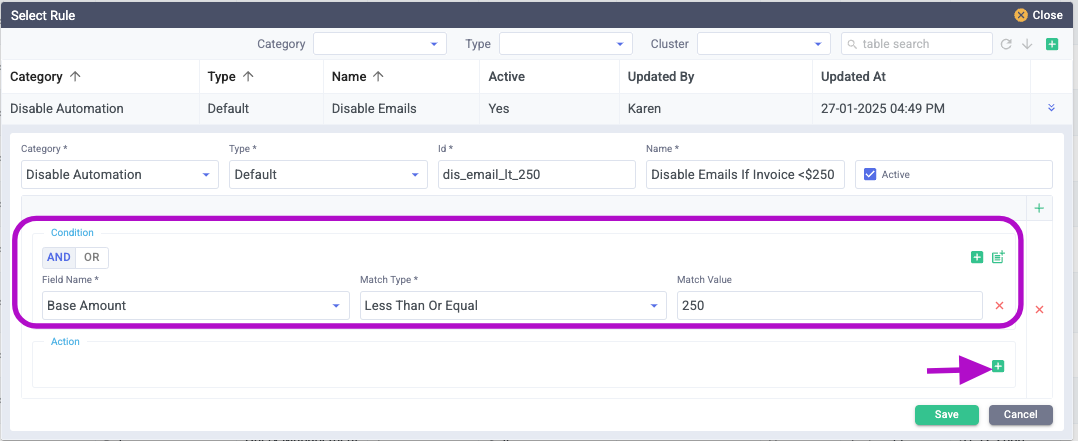 Select Rule
Close
Category Type Cluster table search
Category Type Name Active Updated By Updated At
Disable Automation Default Disable Emails Yes Karen 27-01-2025 04:49 PM
Category * Type * Id * Name *
Disable Automation Default dis_email_lt_250 Disable Emails If Invoice <$250 Active
Condition
AND OR
Field Name * Match Type * Match Value
Base Amount Less Than Or Equal 250
Action
Save Cancel